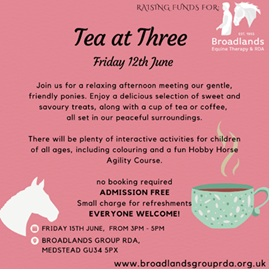 RAISING FUNDS FOR
EST. 1982
Broadlands
Equine Therapy & RDA
Tea at Three
Friday 12th June
Join us for a relaxing afternoon meeting our gentle,
friendly ponies. Enjoy a delicious selection of sweet and
savoury treats, along with a cup of tea or coffee,
all set in our peaceful surroundings.
There will be plenty of interactive activities for children
of all ages, including colouring and a fun Hobby Horse
Agility Course.
no booking required
ADMISSION FREE
Small charge for refreshments
EVERYONE WELCOME!
FRIDAY 15TH JUNE, FROM 3PM - 5PM
BROADLANDS GROUP RDA,
MEDSTEAD GU34 5PX
www.broadlandsgrouprda.org.uk